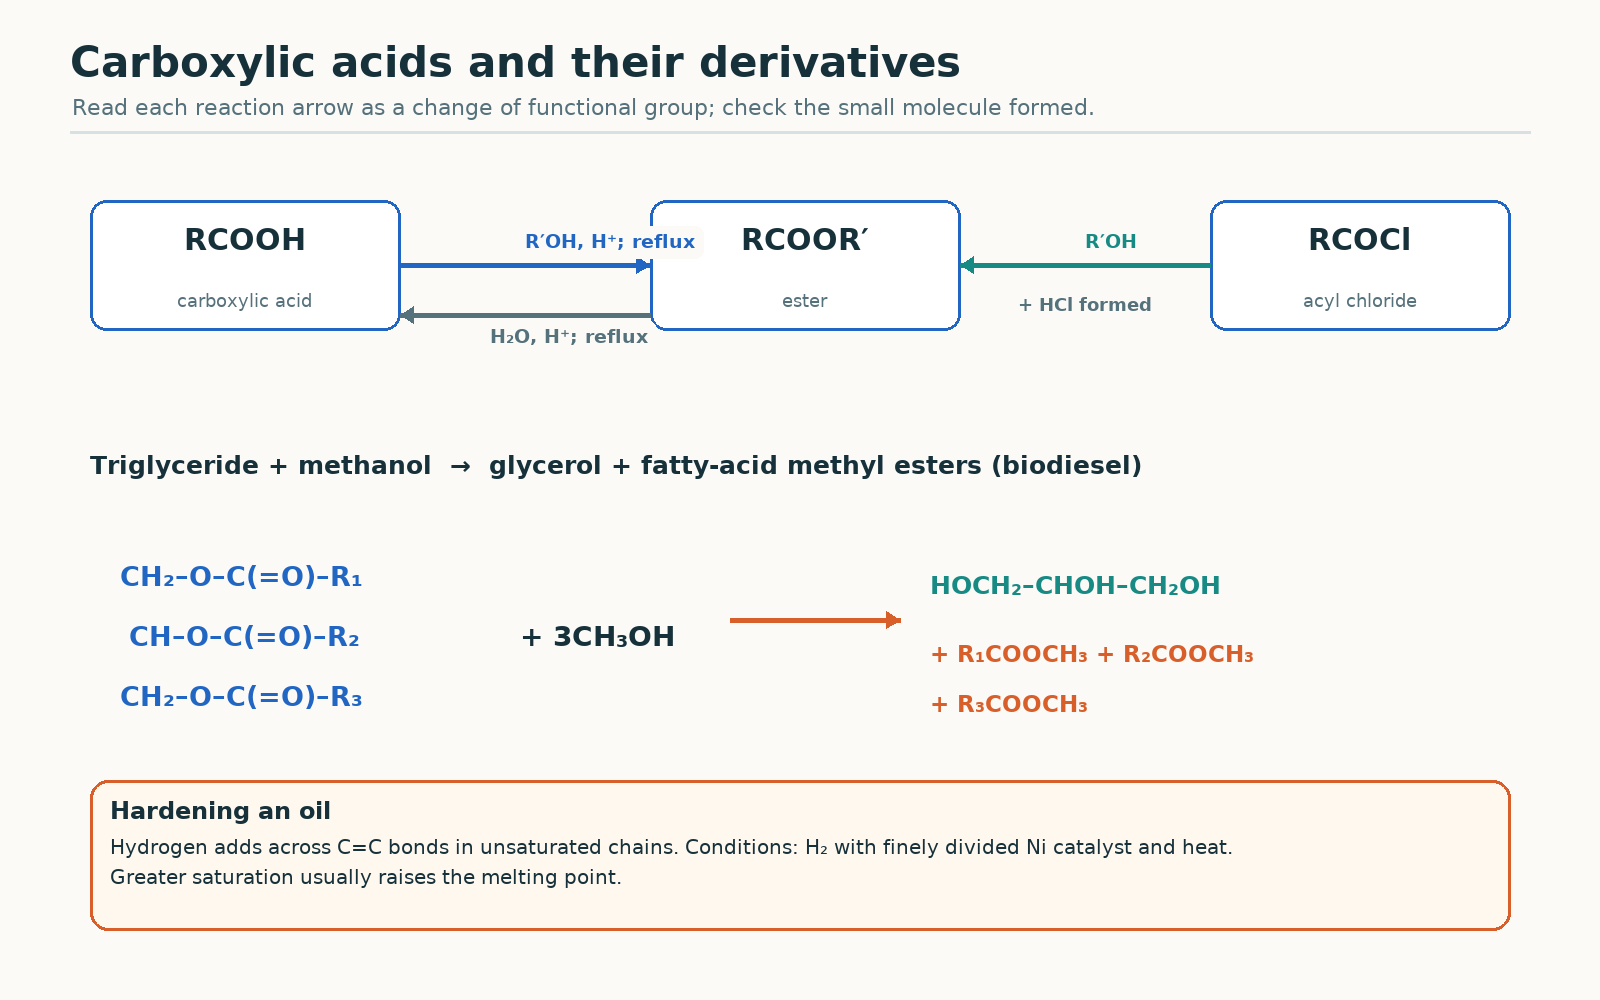 Carboxylic acids and their derivatives
Read each reaction arrow as a change of functional group; check the small molecule formed.
RCOOH
carboxylic acid
R′OH, H⁺; reflux
H₂O, H⁺; reflux
RCOOR′
ester
R′OH
+ HCl formed
RCOCl
acyl chloride
Triglyceride + methanol → glycerol + fatty-acid methyl esters (biodiesel)
CH₂–O–C(=O)–R₁
CH–O–C(=O)–R₂
CH₂–O–C(=O)–R₃
+ 3CH₃OH
HOCH₂–CHOH–CH₂OH
+ R₁COOCH₃ + R₂COOCH₃
+ R₃COOCH₃
Hardening an oil
Hydrogen adds across C=C bonds in unsaturated chains. Conditions: H₂ with finely divided Ni catalyst and heat.
Greater saturation usually raises the melting point.